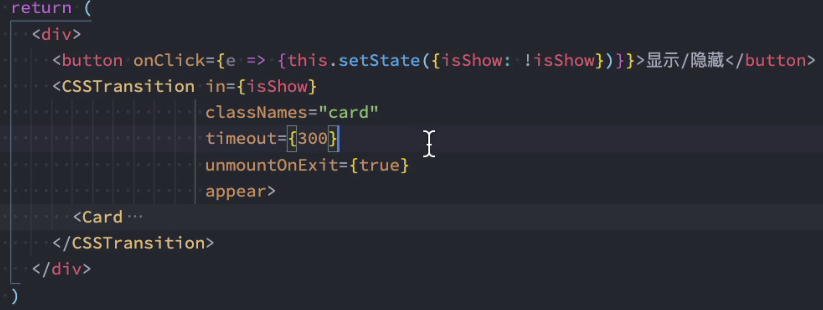 return (
<div>
<button onClick={e => {this.setState({isShow: !isShow})}}>显示/隐藏</button>
<CSSTransition in={isShow}
classNames="card"
timeout={300}
unmountOnExit={true}
appear>
<Card ...
</CSSTransition>
</div>
)